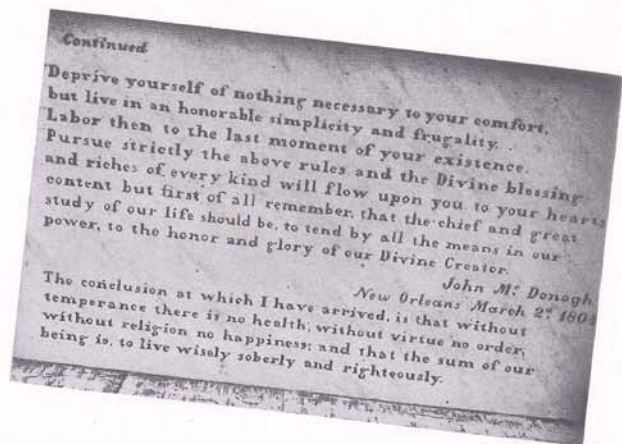 Continued
Deprive yourself of nothing necessary to your comfort,
but live in an honorable simplicity and frugality.
Labor then to the last moment of your existence.
Pursue strictly the above rules and the Divine blessing
and riches of every kind will flow upon you to your hearts
content but first of all remember, that the chief and great
study of our life should be, to tend by all the means in our
power, to the honor and glory of our Divine Creator.
John Mc Donogh
New Orleans March 2d 1804
The conclusion at which I have arrived, is that without
temperance there is no health; without virtue no order;
without religion no happiness; and that the sum of our
being is, to live wisely soberly and righteously.